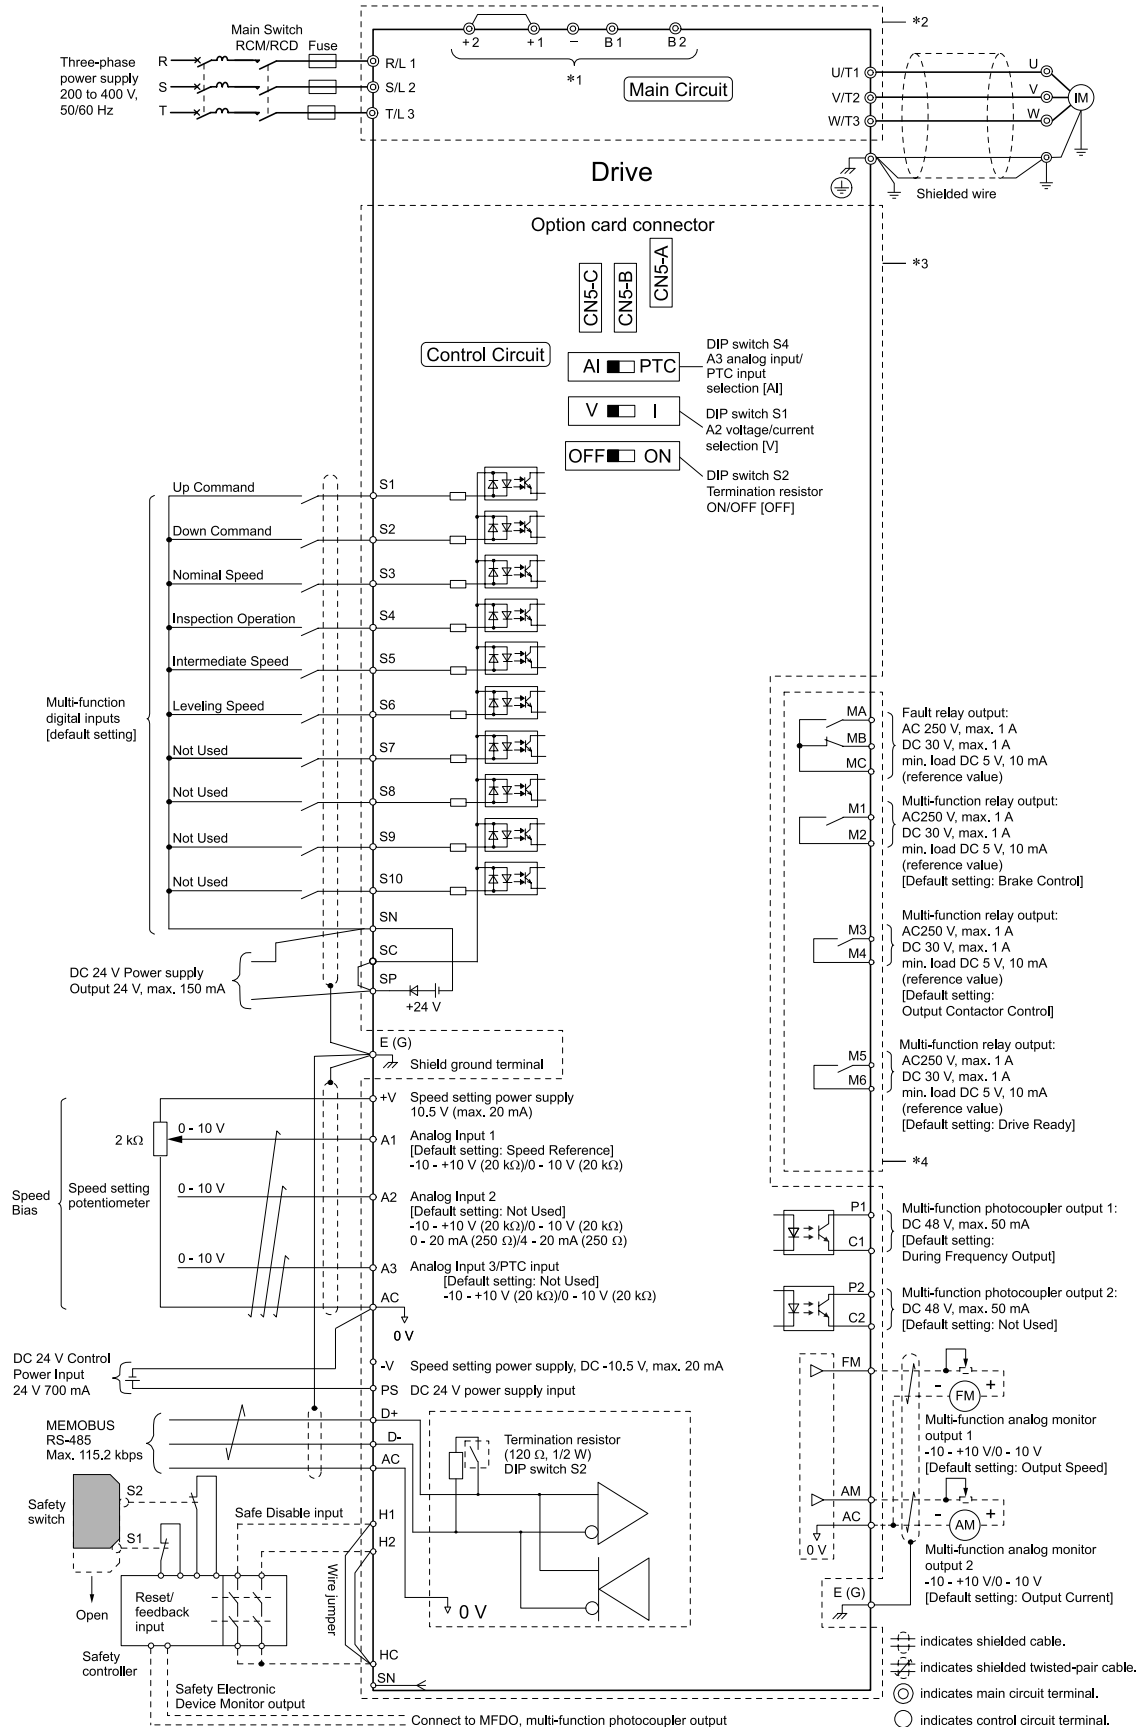 Main Switch
RCM/RCD
Fuse
Three-phase
power supply
200 to 400 V,
50/60 Hz
R
S
T
R/L 1
S/L 2
T/L 3
+2
+1
−
B 1
B 2
*1
*2
Main Circuit
U/T1
V/T2
W/T3
U
V
W
IM
Shielded wire
Drive
Option card connector
*3
CN5-C
CN5-B
CN5-A
Control Circuit
AI
PTC
DIP switch S4
A3 analog input/
PTC input
selection [AI]
V
I
DIP switch S1
A2 voltage/current
selection [V]
OFF
ON
DIP switch S2
Termination resistor
ON/OFF [OFF]
Multi-function
digital inputs
[default setting]
Up Command
S1
Down Command
S2
Nominal Speed
S3
Inspection Operation
S4
Intermediate Speed
S5
Leveling Speed
S6
Not Used
S7
Not Used
S8
Not Used
S9
Not Used
S10
SN
SC
SP
+24 V
DC 24 V Power supply
Output 24 V, max. 150 mA
E (G)
Shield ground terminal
MA
MB
MC
Fault relay output:
AC 250 V, max. 1 A
DC 30 V, max. 1 A
min. load DC 5 V, 10 mA
(reference value)
M1
M2
Multi-function relay output:
AC250 V, max. 1 A
DC 30 V, max. 1 A
min. load DC 5 V, 10 mA
(reference value)
[Default setting: Brake Control]
M3
M4
Multi-function relay output:
AC250 V, max. 1 A
DC 30 V, max. 1 A
min. load DC 5 V, 10 mA
(reference value)
[Default setting:
Output Contactor Control]
M5
M6
Multi-function relay output:
AC250 V, max. 1 A
DC 30 V, max. 1 A
min. load DC 5 V, 10 mA
(reference value)
[Default setting: Drive Ready]
*4
Speed
Bias
Speed setting
potentiometer
2 kΩ
0 - 10 V
0 - 10 V
0 - 10 V
+V
Speed setting power supply
10.5 V (max. 20 mA)
A1
Analog Input 1
[Default setting: Speed Reference]
-10 - +10 V (20 kΩ)/0 - 10 V (20 kΩ)
A2
Analog Input 2
[Default setting: Not Used]
-10 - +10 V (20 kΩ)/0 - 10 V (20 kΩ)
0 - 20 mA (250 Ω)/4 - 20 mA (250 Ω)
A3
Analog Input 3/PTC input
[Default setting: Not Used]
-10 - +10 V (20 kΩ)/0 - 10 V (20 kΩ)
AC
0 V
P1
C1
Multi-function photocoupler output 1:
DC 48 V, max. 50 mA
[Default setting:
During Frequency Output]
P2
C2
Multi-function photocoupler output 2:
DC 48 V, max. 50 mA
[Default setting: Not Used]
DC 24 V Control
Power Input
24 V 700 mA
-V
Speed setting power supply, DC -10.5 V, max. 20 mA
PS
DC 24 V power supply input
MEMOBUS
RS-485
Max. 115.2 kbps
D+
D-
AC
Termination resistor
(120 Ω, 1/2 W)
DIP switch S2
0 V
FM
-
+
FM
Multi-function analog monitor
output 1
-10 - +10 V/0 - 10 V
[Default setting: Output Speed]
AM
AC
0 V
-
+
AM
Multi-function analog monitor
output 2
-10 - +10 V/0 - 10 V
[Default setting: Output Current]
E (G)
Safety
switch
S2
S1
Open
Safe Disable input
H1
H2
Wire jumper
Reset/
feedback
input
Safety
controller
HC
SN
Safety Electronic
Device Monitor output
Connect to MFDO, multi-function photocoupler output
indicates shielded cable.
indicates shielded twisted-pair cable.
indicates main circuit terminal.
indicates control circuit terminal.